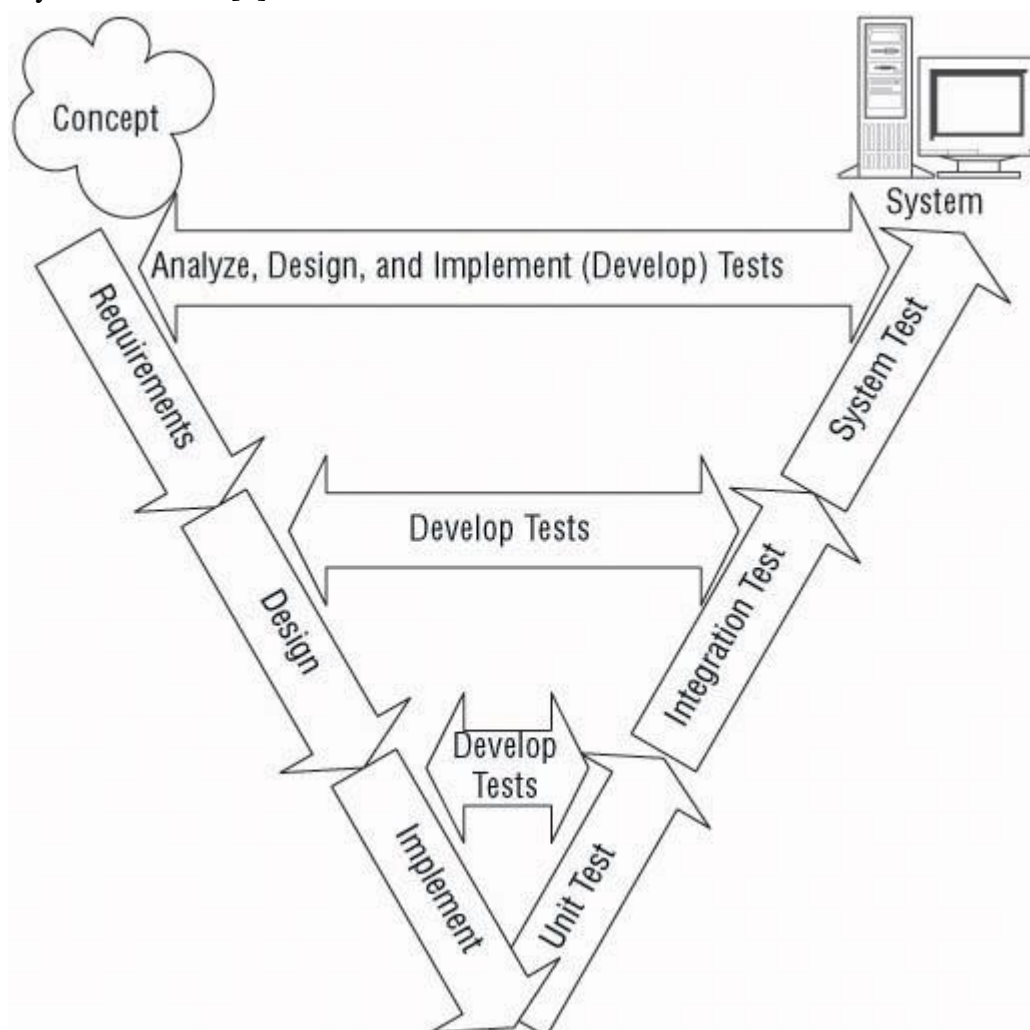 Concept
System
Analyze, Design, and Implement (Develop) Tests
Requirements
System Test
Develop Tests
Design
Integration Test
Develop
Tests
Implement
Unit Test